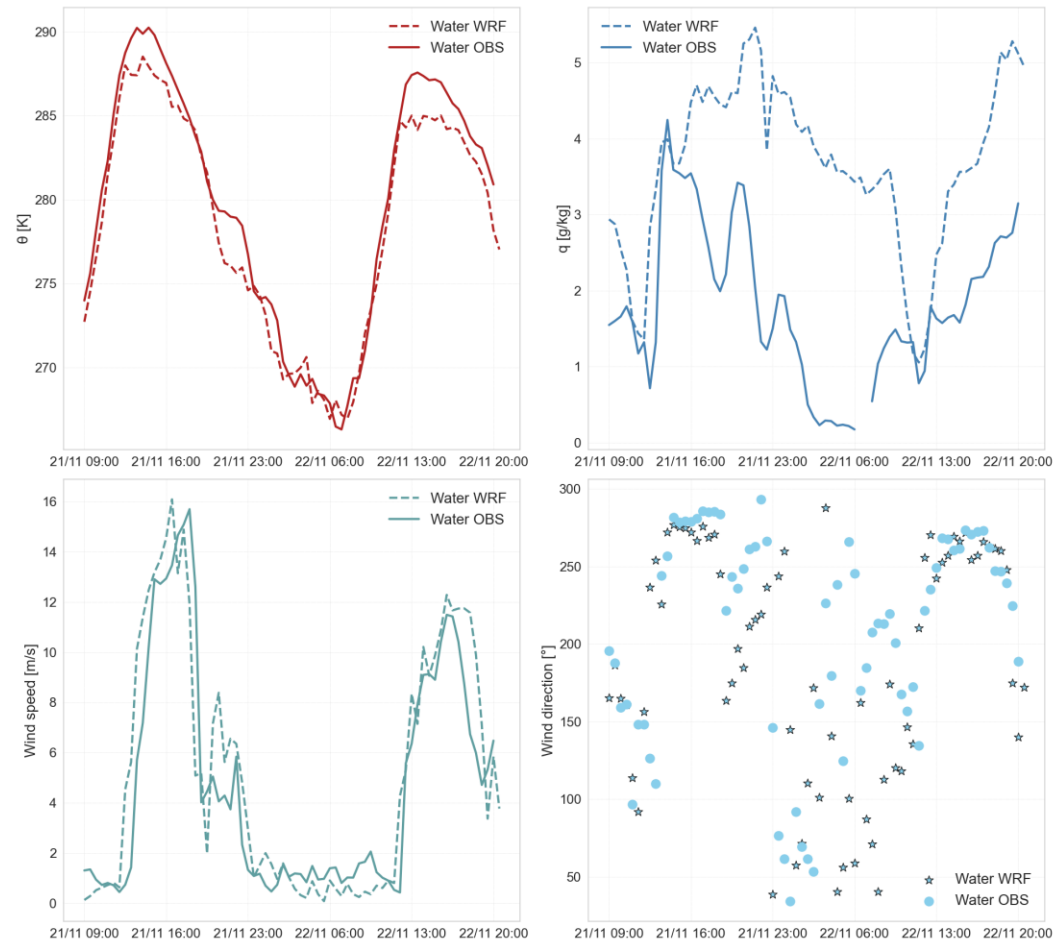 290
285
280
275
270
θ [K]
Water WRF
Water OBS
21/11 09:00 21/11 16:00 21/11 23:00 22/11 06:00 22/11 13:00 22/11 20:00
5
4
3
2
1
0
q [g/kg]
Water WRF
Water OBS
21/11 09:00 21/11 16:00 21/11 23:00 22/11 06:00 22/11 13:00 22/11 20:00
16
14
12
10
8
6
4
2
0
Wind speed [m/s]
Water WRF
Water OBS
21/11 09:00 21/11 16:00 21/11 23:00 22/11 06:00 22/11 13:00 22/11 20:00
300
250
200
150
100
50
Wind direction [°]
Water WRF
Water OBS
21/11 09:00 21/11 16:00 21/11 23:00 22/11 06:00 22/11 13:00 22/11 20:00